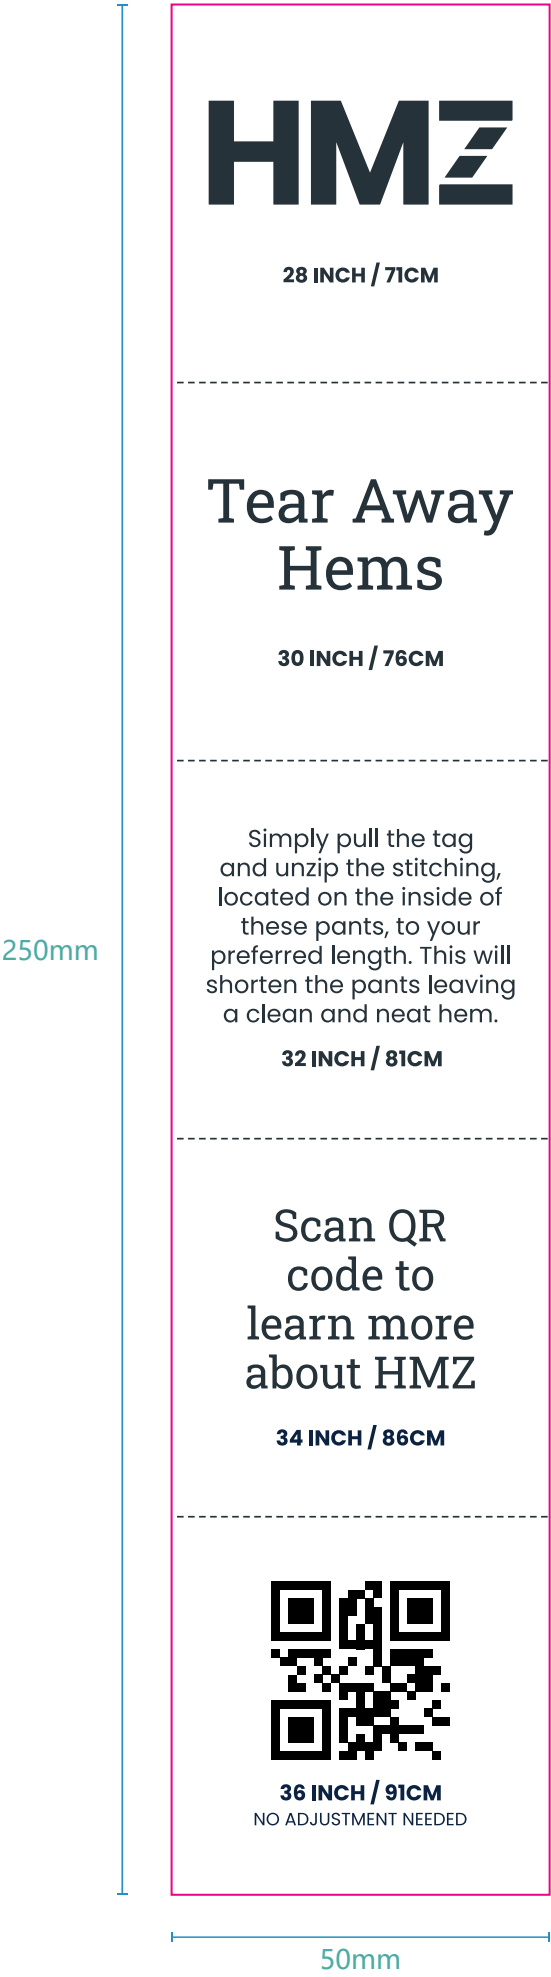 HMZ
28 INCH / 71CM
Tear Away
Hems
30 INCH / 76CM
Simply pull the tag
and unzip the stitching,
located on the inside of
these pants, to your
preferred length. This will
shorten the pants leaving
a clean and neat hem.
32 INCH / 81CM
250mm
Scan QR
code to
learn more
about HMZ
34 INCH / 86CM
36 INCH / 91CM
NO ADJUSTMENT NEEDED
50mm